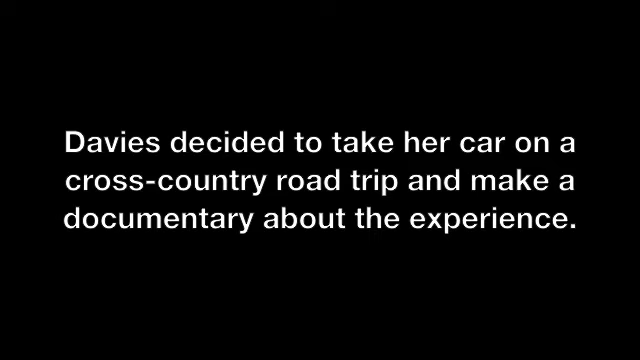 Davies decided to take her car on a
cross-country road trip and make a
documentary about the experience.